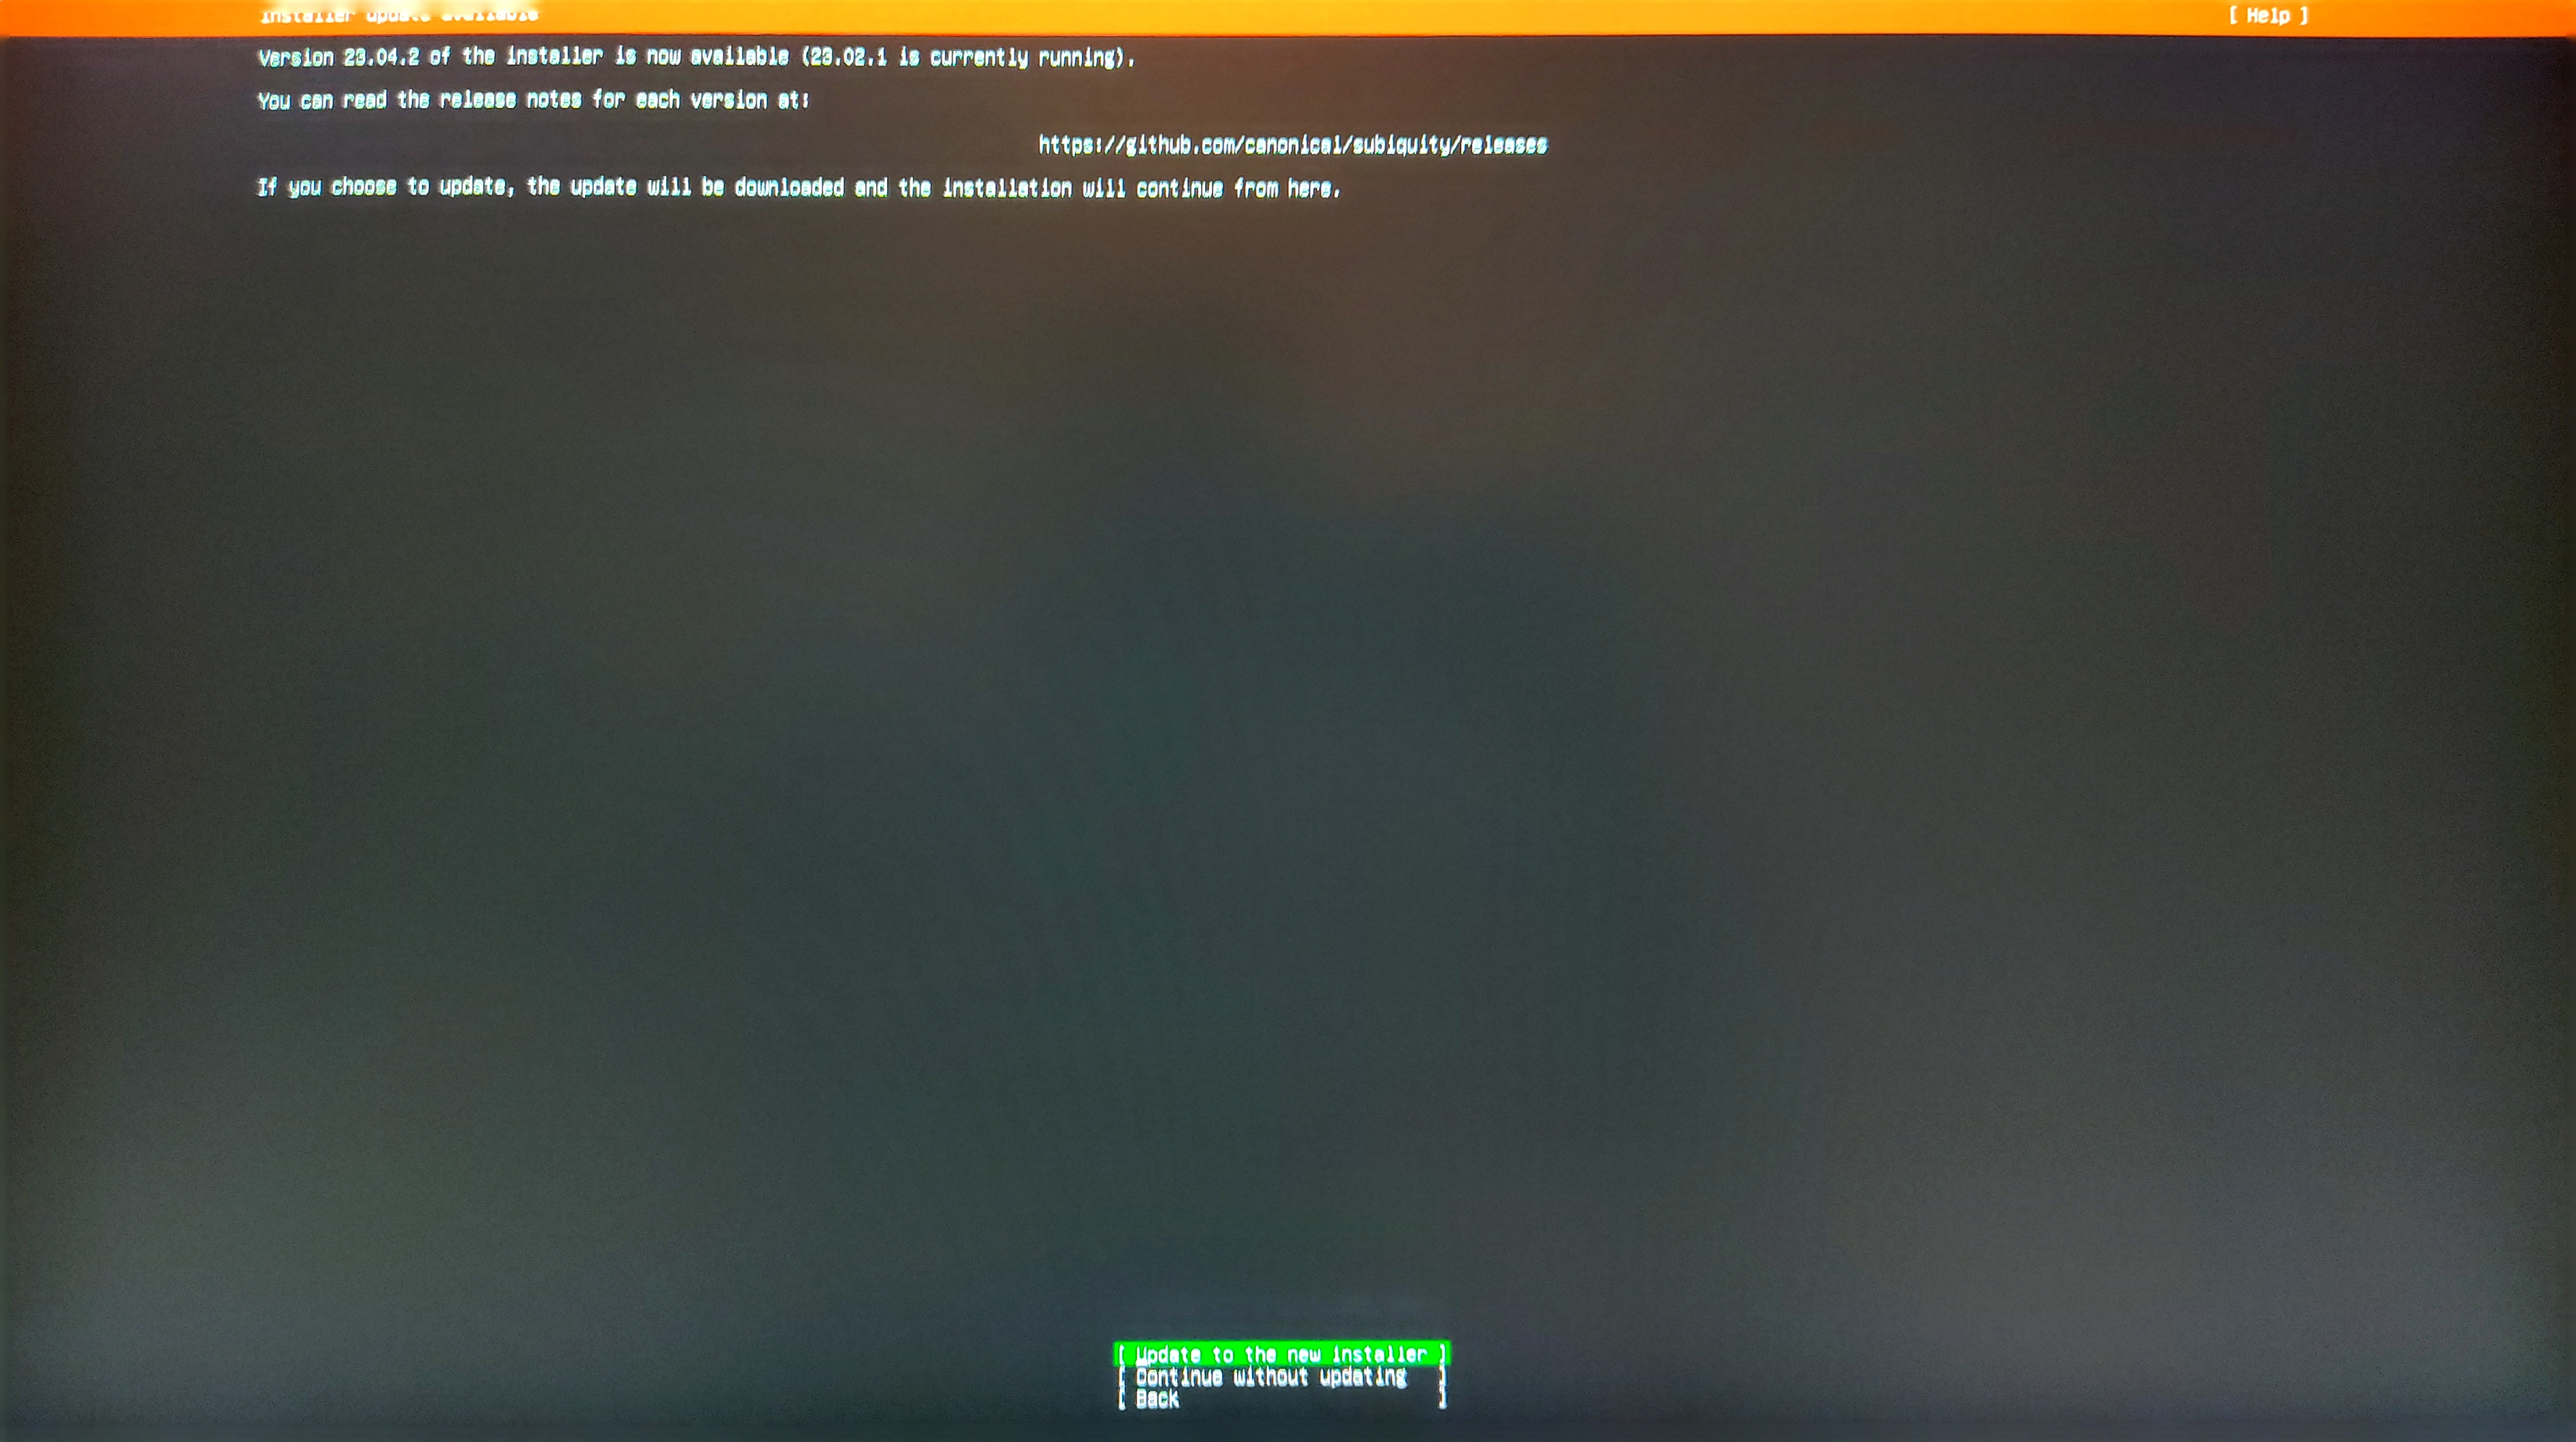 Installer update available
[ Help ]
Version 23.04.2 of the installer is now available (23.02.1 is currently running).
You can read the release notes for each version at:
https://github.com/canonical/subiquity/releases
If you choose to update, the update will be downloaded and the installation will continue from here.
[ Update to the new installer ]
[ Continue without updating ]
[ Back ]